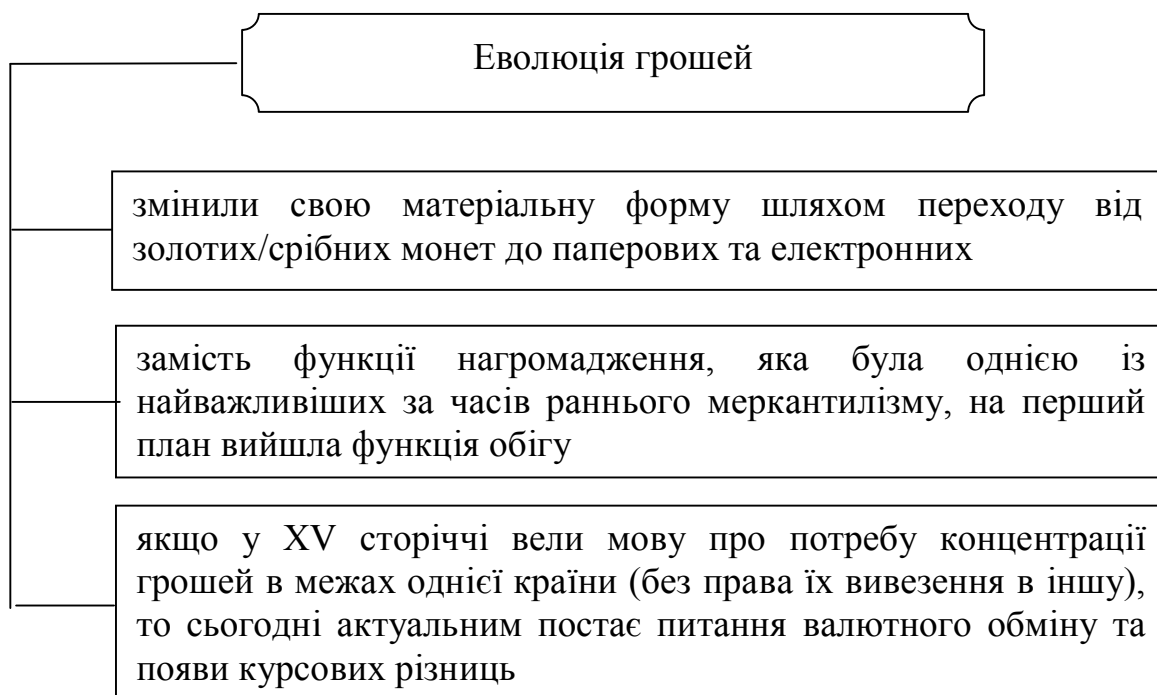 Еволюція грошей
змінили свою матеріальну форму шляхом переходу від
золотих/срібних монет до паперових та електронних
замість функції нагромадження, яка була однією із
найважливіших за часів раннього меркантилізму, на перший
план вийшла функція обігу
якщо у XV сторіччі вели мову про потребу концентрації
грошей в межах однієї країни (без права їх вивезення в іншу),
то сьогодні актуальним постає питання валютного обміну та
появи курсових різниць